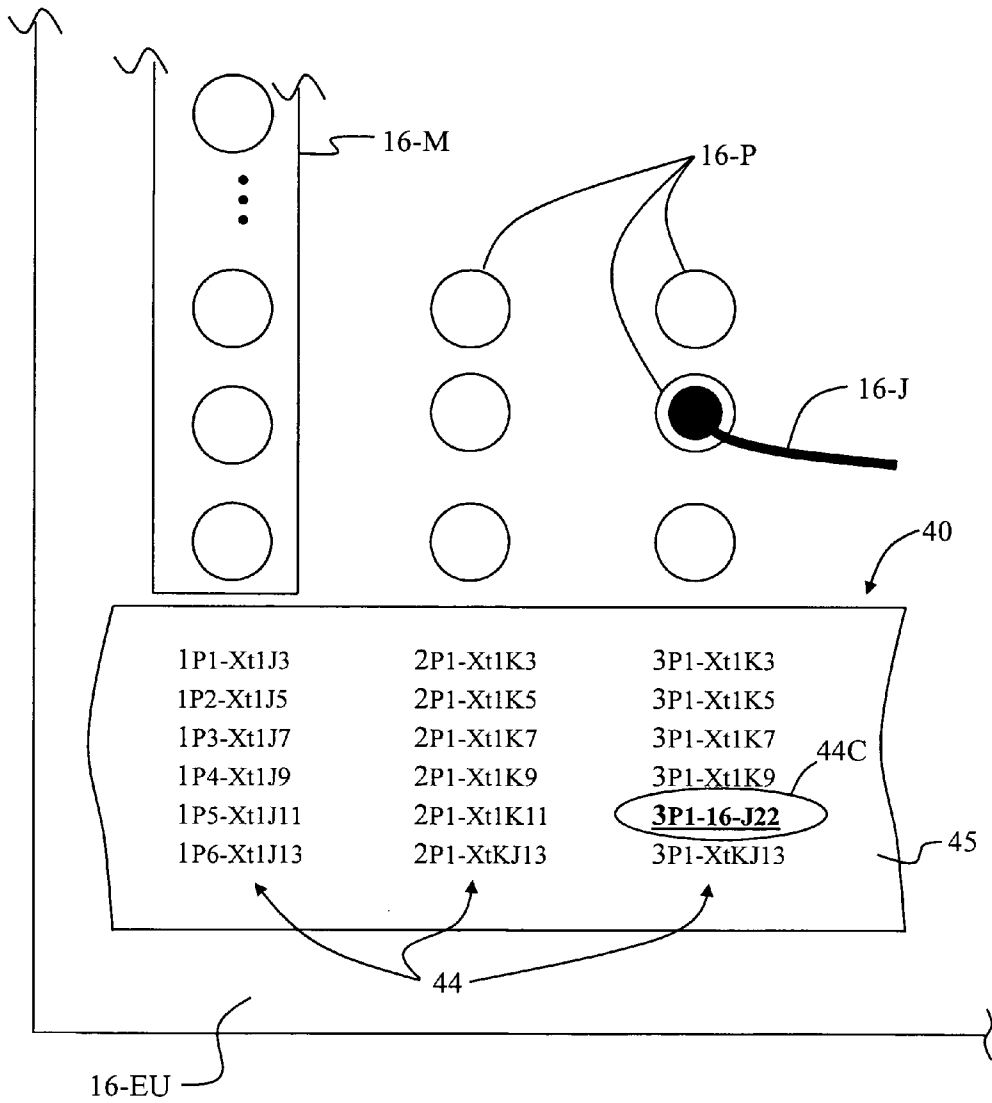 16-M
16-P
16-J
40
1P1-Xt1J3 2P1-Xt1K3 3P1-Xt1K3
1P2-Xt1J5 2P1-Xt1K5 3P1-Xt1K5
1P3-Xt1J7 2P1-Xt1K7 3P1-Xt1K7
44C
1P4-Xt1J9 2P1-Xt1K9 3P1-Xt1K9
1P5-Xt1J11 2P1-Xt1K11 3P1-16-J22
45
1P6-Xt1J13 2P1-XtKJ13 3P1-XtKJ13
44
16-EU